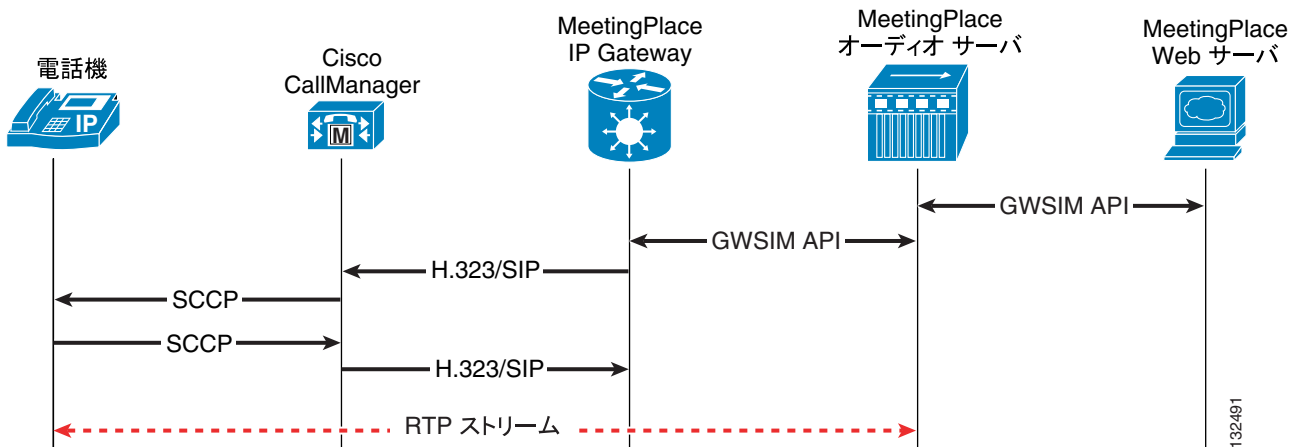 電話機
IP
Cisco
CallManager
M
MeetingPlace
IP Gateway
MeetingPlace
オーディオ サーバ
MeetingPlace
Web サーバ
GWSIM API
GWSIM API
H.323/SIP
SCCP
SCCP
H.323/SIP
RTP ストリーム
132491